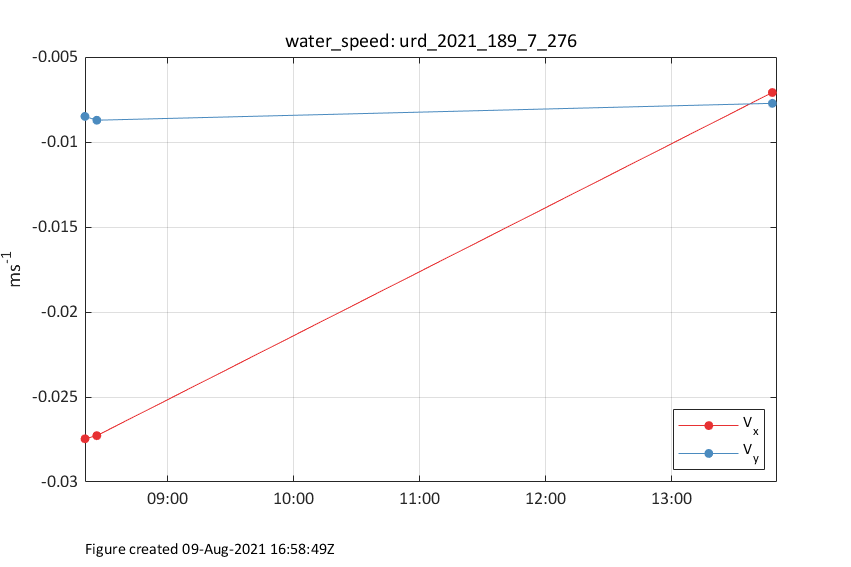 water_speed: urd_2021_189_7_276
-0.005
-0.01
-0.015
-0.02
-0.025
-0.03
ms-1
09:00 10:00 11:00 12:00 13:00
Vx
Vy
Figure created 09-Aug-2021 16:58:49Z